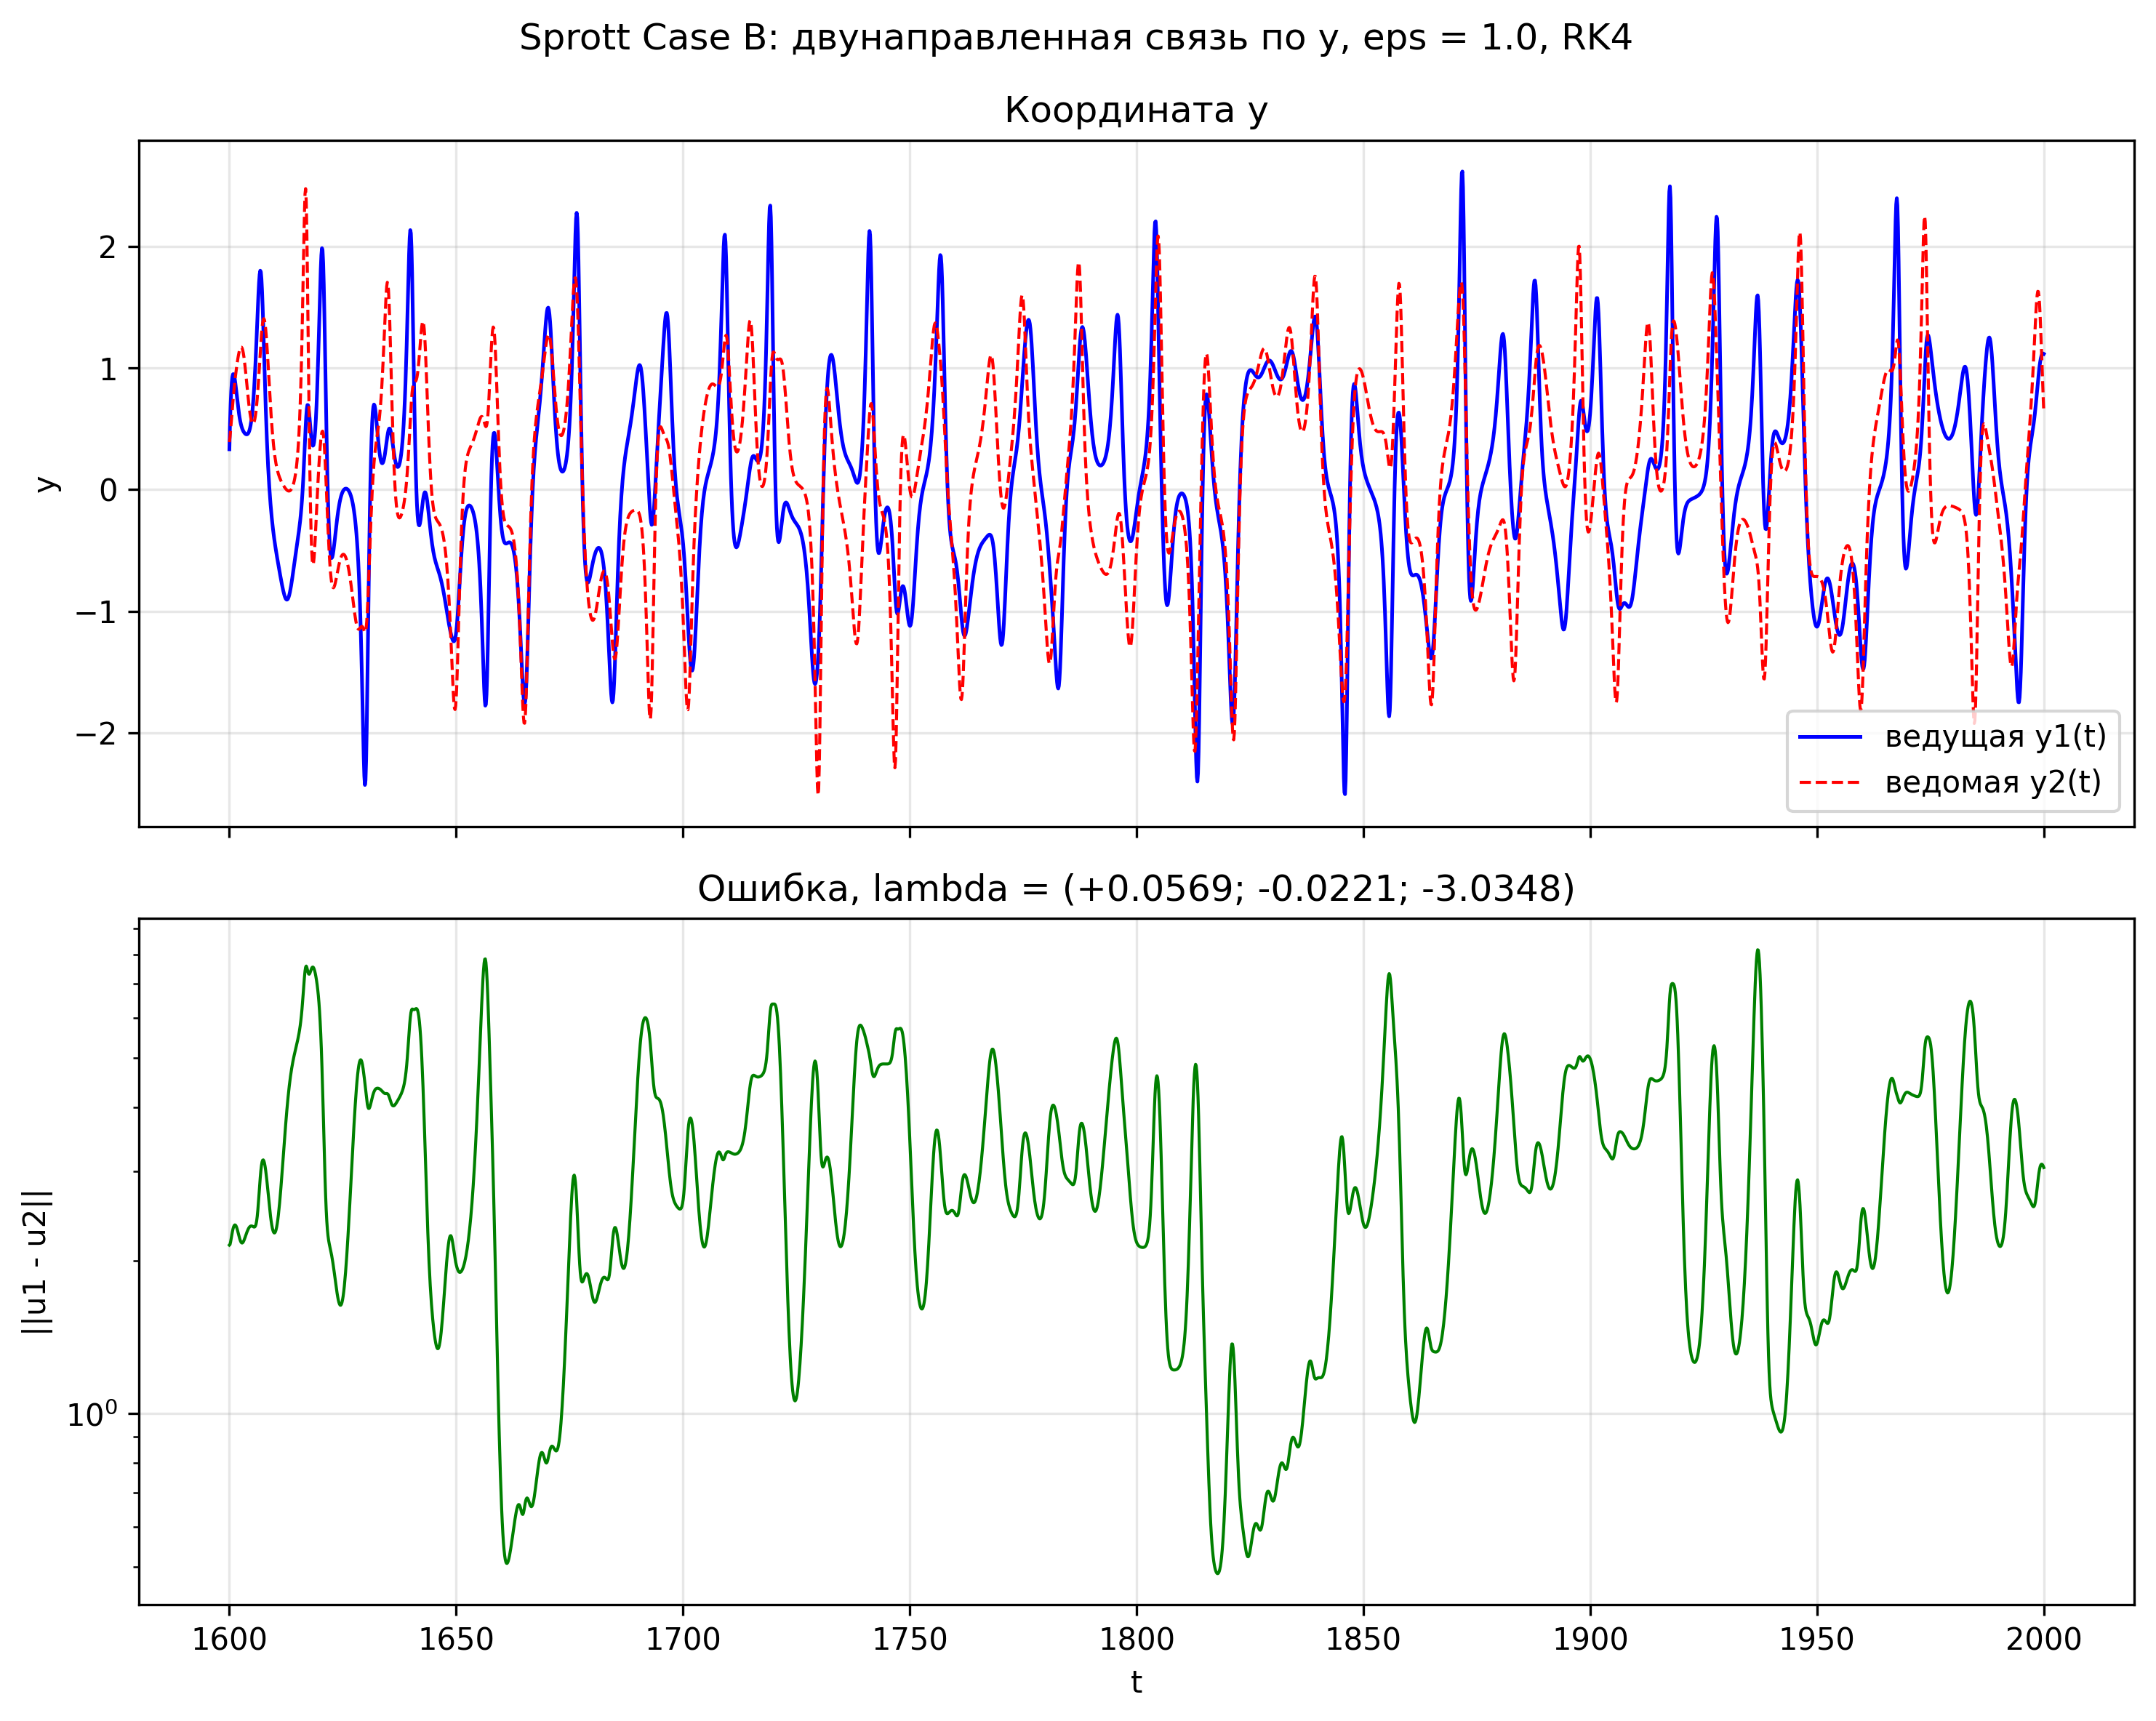 Sprott Case B: двунаправленная связь по y, eps = 1.0, RK4
Координата y
y
2
1
0
−1
−2
ведущая y1(t)
ведомая y2(t)
Ошибка, lambda = (+0.0569; -0.0221; -3.0348)
||u1 - u2||
10⁰
1600 1650 1700 1750 1800 1850 1900 1950 2000
t